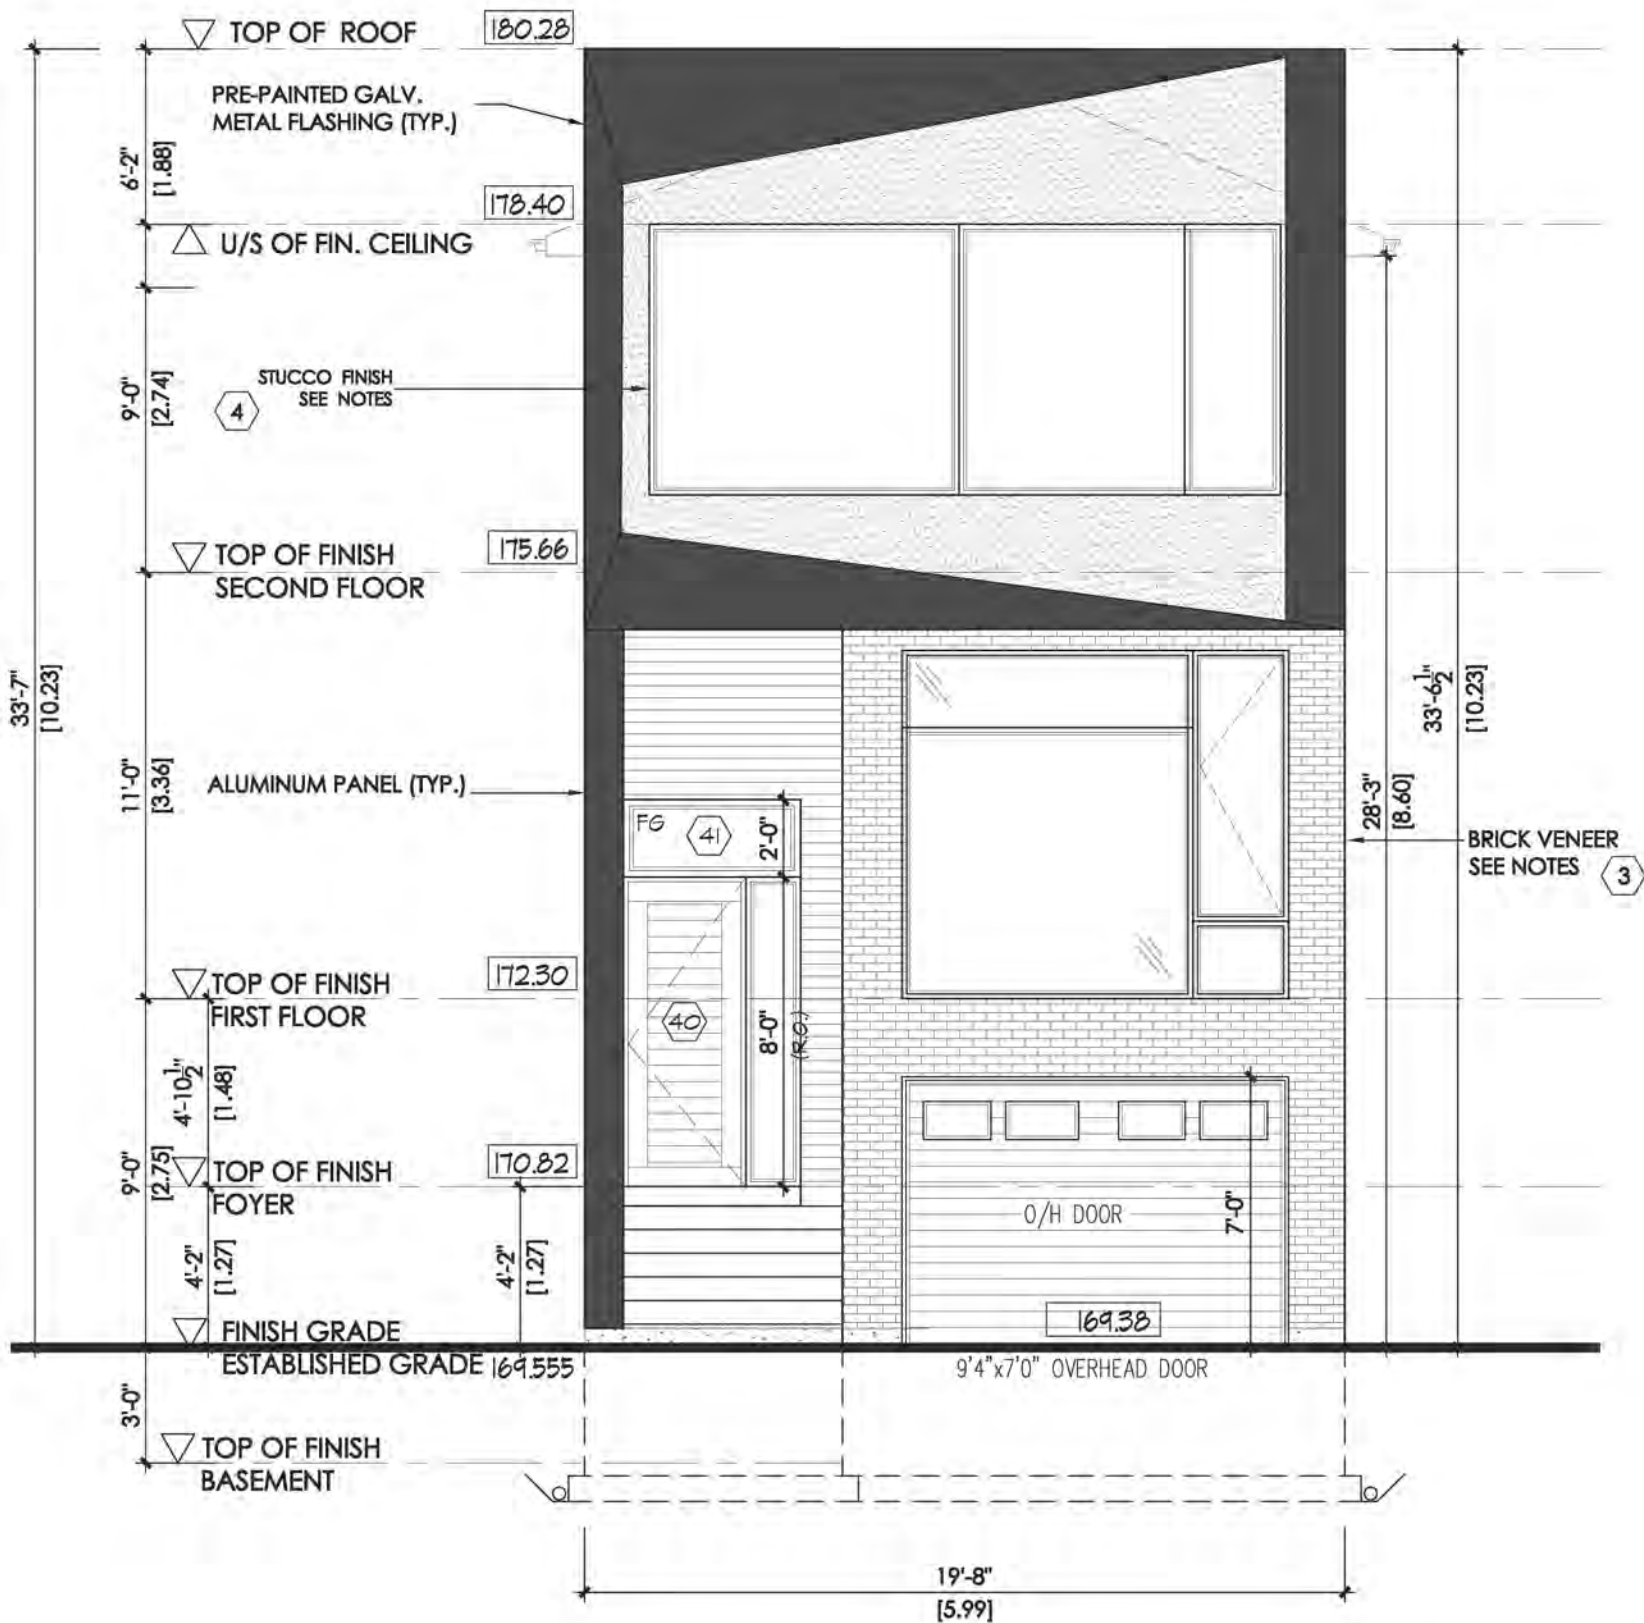 TOP OF ROOF 180.28
PRE-PAINTED GALV.
METAL FLASHING (TYP.)
6'-2"
[1.88]
178.40
U/S OF FIN. CEILING
9'-0"
[2.74]
STUCCO FINISH
SEE NOTES
4
175.66
TOP OF FINISH
SECOND FLOOR
33'-7"
[10.23]
33'-6 1/2"
[10.23]
11'-0"
[3.36]
ALUMINUM PANEL (TYP.)
FG
41
2'-0"
28'-3"
[8.60]
BRICK VENEER
SEE NOTES
3
172.30
TOP OF FINISH
FIRST FLOOR
40
8'-0"
(R.O.)
4'-10 1/2"
[1.48]
9'-0"
[2.75]
170.82
TOP OF FINISH
FOYER
O/H DOOR
7'-0"
4'-2"
[1.27]
4'-2"
[1.27]
169.38
FINISH GRADE
ESTABLISHED GRADE 169.555
9'4"x7'0" OVERHEAD DOOR
3'-0"
TOP OF FINISH
BASEMENT
19'-8"
[5.99]